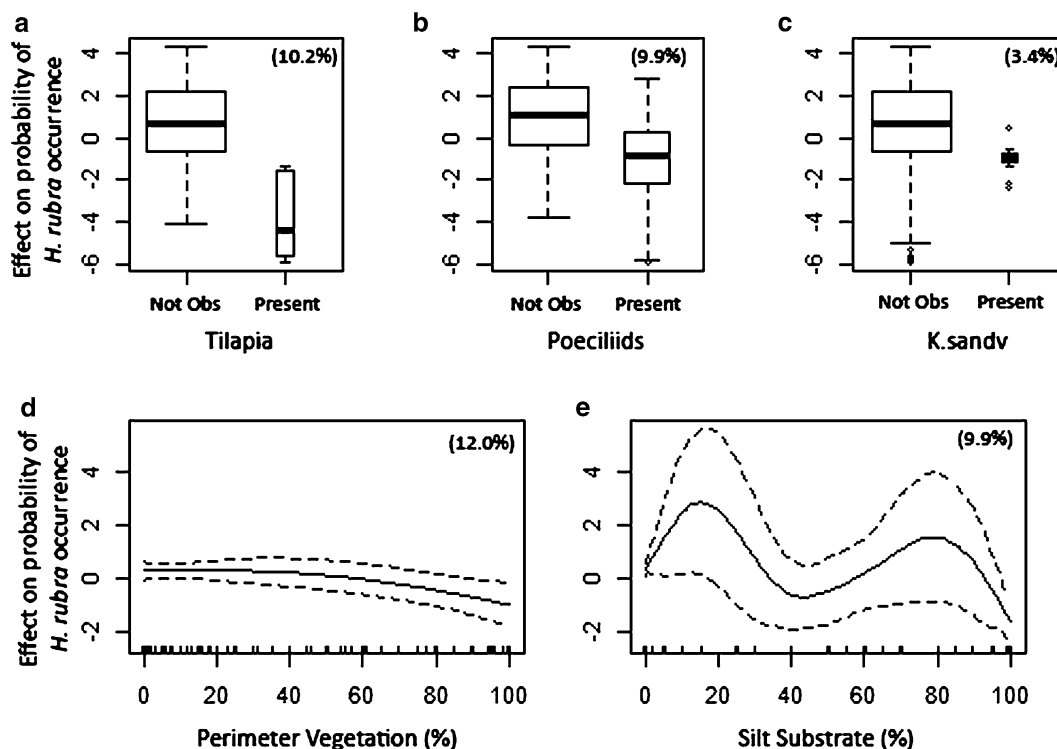 a
(10.2%)
Effect on probability of
H. rubra occurrence
4
2
0
-2
-4
-6
Not Obs Present
Tilapia
b
(9.9%)
4
2
0
-2
-4
-6
Not Obs Present
Poeciliids
c
(3.4%)
4
2
0
-2
-4
-6
Not Obs Present
K.sandv
d
(12.0%)
Effect on probability of
H. rubra occurrence
4
2
0
-2
0 20 40 60 80 100
Perimeter Vegetation (%)
e
(9.9%)
4
2
0
-2
0 20 40 60 80 100
Silt Substrate (%)